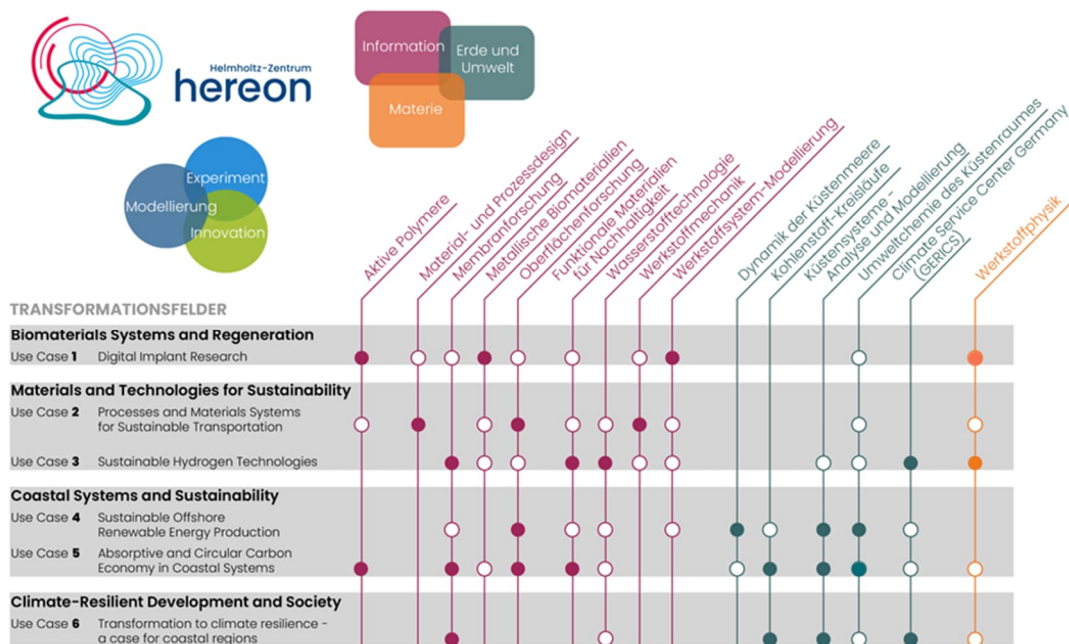 Helmholtz-Zentrum
hereon
Information
Erde und
Umwelt
Materie
Experiment
Modellierung
Innovation
Aktive Polymere
Material- und Prozessdesign
Membranforschung
Metallische Biomaterialien
Oberflächenforschung
Funktionale Materialien
für Nachhaltigkeit
Wasserstofftechnologie
Werkstoffmechanik
Werkstoffsystem-Modellierung
Dynamik der Küstenmeere
Kohlenstoff-Kreisläufe
Küstensysteme -
Analyse und Modellierung
Umweltchemie des Küstenraumes
Climate Service Center Germany
(GERICS)
Werkstoffphysik
TRANSFORMATIONSFELDER
Biomaterials Systems and Regeneration
Use Case 1 Digital Implant Research
Materials and Technologies for Sustainability
Use Case 2 Processes and Materials Systems
for Sustainable Transportation
Use Case 3 Sustainable Hydrogen Technologies
Coastal Systems and Sustainability
Use Case 4 Sustainable Offshore
Renewable Energy Production
Use Case 5 Absorptive and Circular Carbon
Economy in Coastal Systems
Climate-Resilient Development and Society
Use Case 6 Transformation to climate resilience -
a case for coastal regions